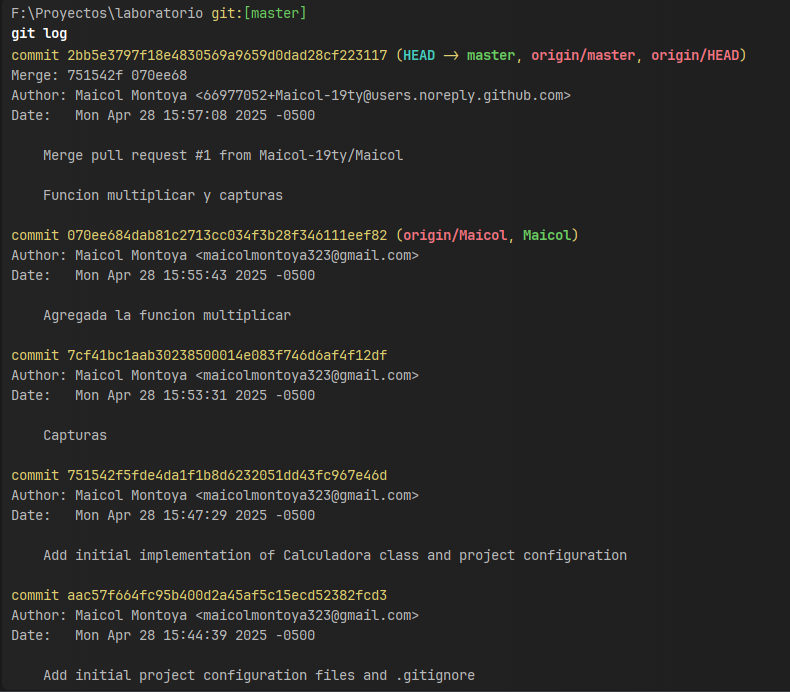 F:\Proyectos\laboratorio git:[master]
git log
commit 2bb5e3797f18e4830569a9659d0dad28cf223117 (HEAD -> master, origin/master, origin/HEAD)
Merge: 751542f 070ee68
Author: Maicol Montoya <66977052+Maicol-19ty@users.noreply.github.com>
Date:   Mon Apr 28 15:57:08 2025 -0500
Merge pull request #1 from Maicol-19ty/Maicol
Funcion multiplicar y capturas
commit 070ee684dab81c2713cc034f3b28f346111eef82 (origin/Maicol, Maicol)
Author: Maicol Montoya <maicolmontoya323@gmail.com>
Date:   Mon Apr 28 15:55:43 2025 -0500
Agregada la funcion multiplicar
commit 7cf41bc1aab30238500014e083f746d6af4f12df
Author: Maicol Montoya <maicolmontoya323@gmail.com>
Date:   Mon Apr 28 15:53:31 2025 -0500
Capturas
commit 751542f5fde4da1f1b8d6232051dd43fc967e46d
Author: Maicol Montoya <maicolmontoya323@gmail.com>
Date:   Mon Apr 28 15:47:29 2025 -0500
Add initial implementation of Calculadora class and project configuration
commit aac57f664fc95b400d2a45af5c15ecd52382fcd3
Author: Maicol Montoya <maicolmontoya323@gmail.com>
Date:   Mon Apr 28 15:44:39 2025 -0500
Add initial project configuration files and .gitignore